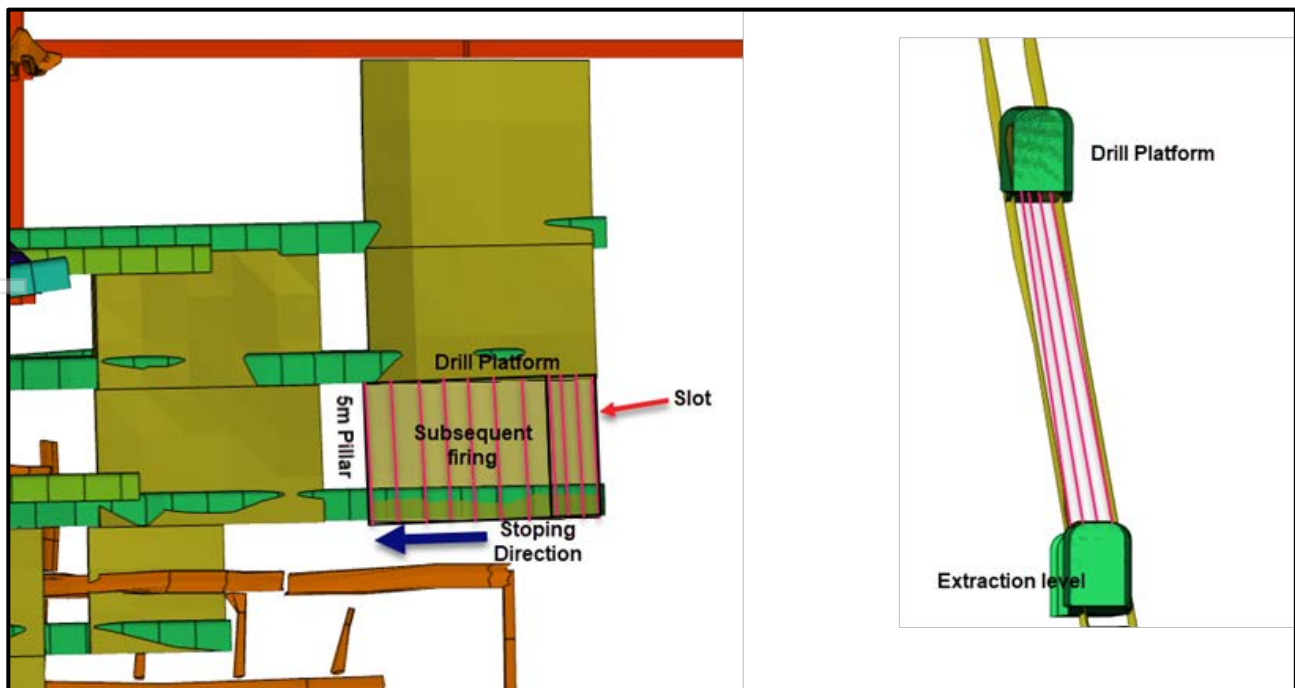 Drill Platform
Slot
5m Pillar
Subsequent
firing
Stoping
Direction
Drill Platform
Extraction level